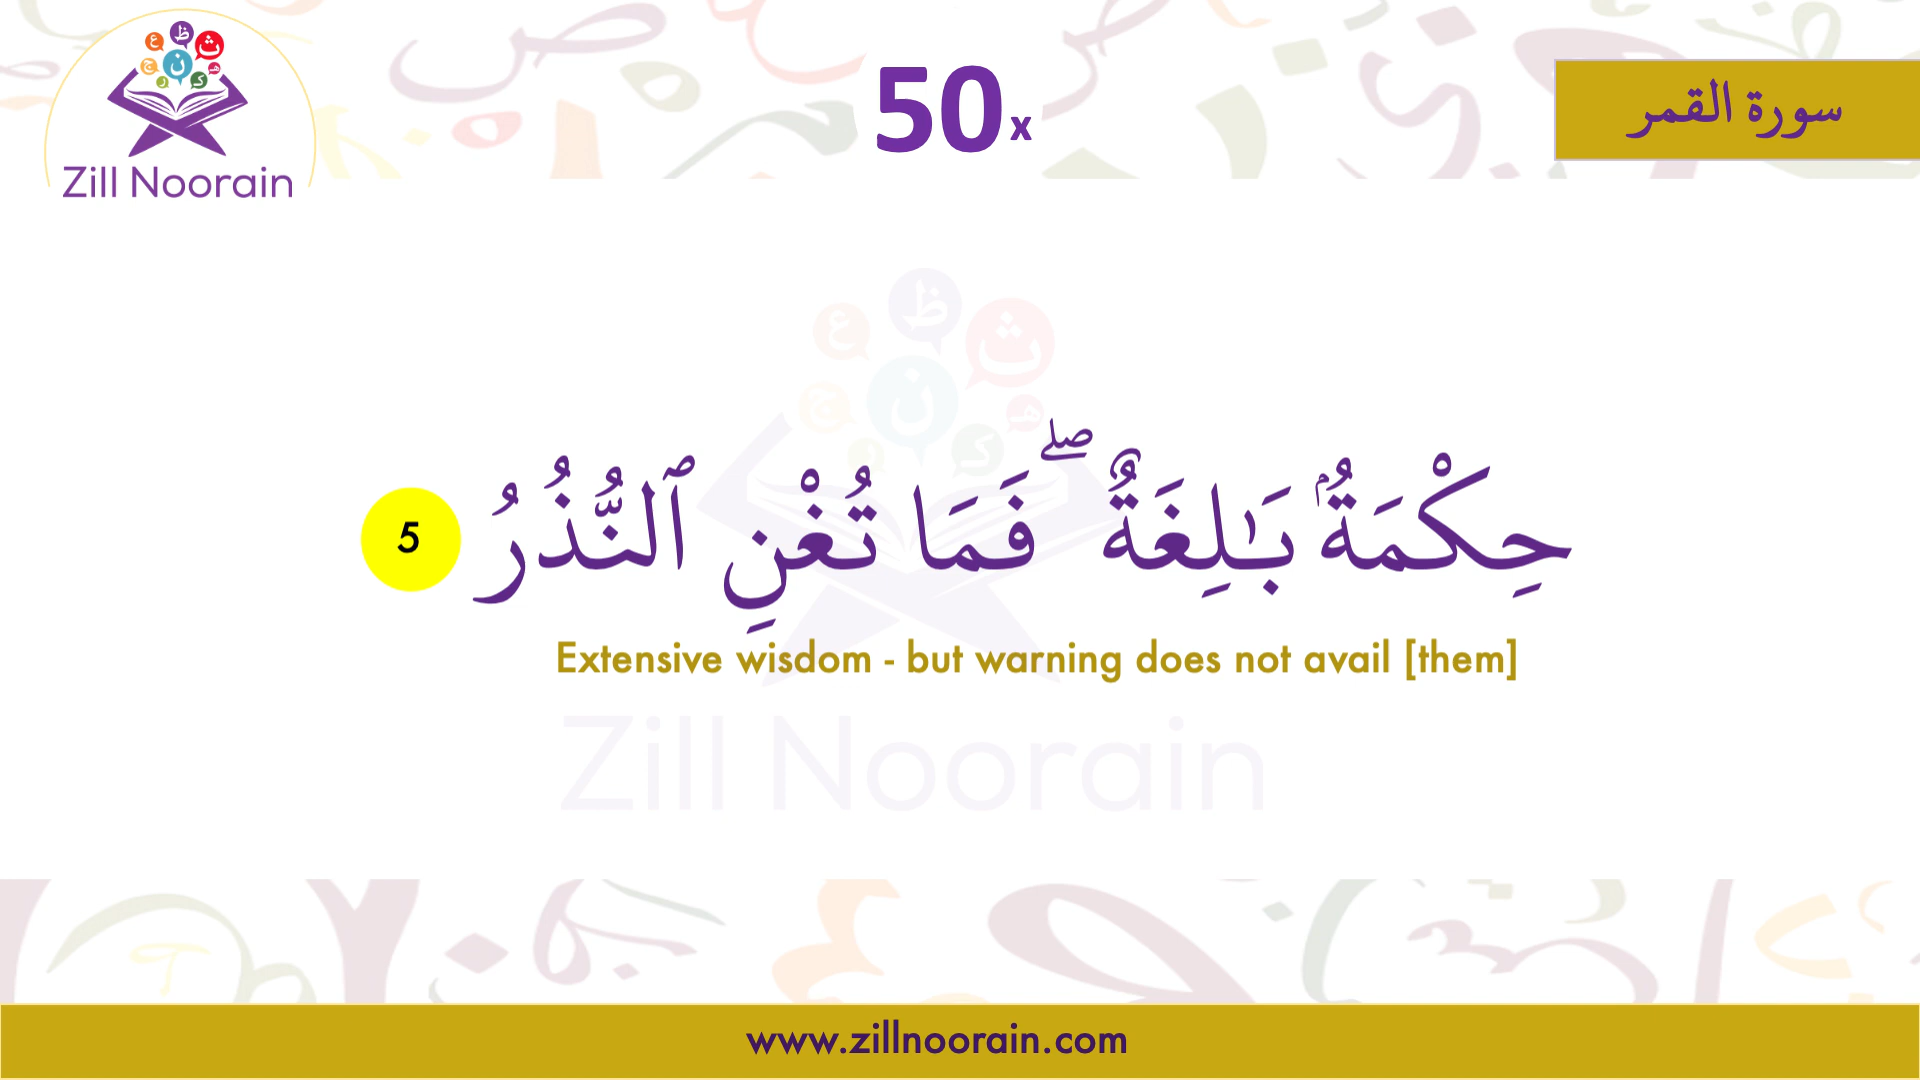 Zill Noorain
50x
سورة القمر
حِكْمَةٌۢ بَـٰلِغَةٌ ۖ فَمَا تُغْنِ ٱلنُّذُرُ 5
Extensive wisdom - but warning does not avail [them]
Zill Noorain
www.zillnoorain.com